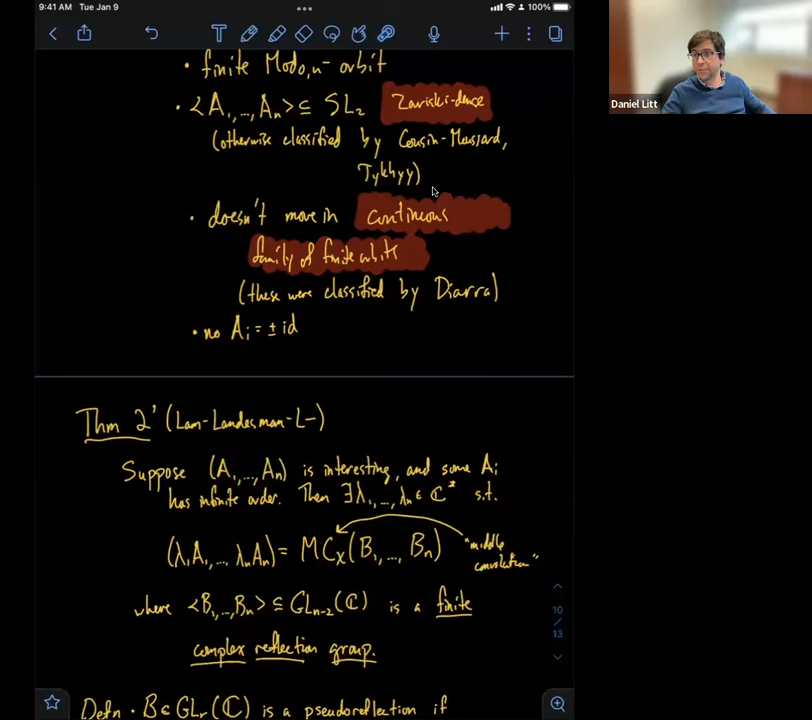 9:41 AM Tue Jan 9
100%
• finite Mod0,n - orbit
• <A1,...,An> ⊆ SL2 Zariski-dense
(otherwise classified by Cousin-Moussard,
Tykhyy)
• doesn't move in continuous
family of finite orbits
(these were classified by Diarra)
• no Ai = ± id
Thm 2' (Lam-Landesman-L-)
Suppose (A1,...,An) is interesting, and some Ai
has infinite order. Then ∃λ1,...,λn ∈ ℂ* s.t.
(λ1A1,...,λnAn) = MCχ(B1,...,Bn)
"middle
convolution"
where <B1,...,Bn> ⊆ GLn-2(ℂ) is a finite
complex reflection group.
Defn • B ∈ GLr(ℂ) is a pseudoreflection if
10
/
13
Daniel Litt